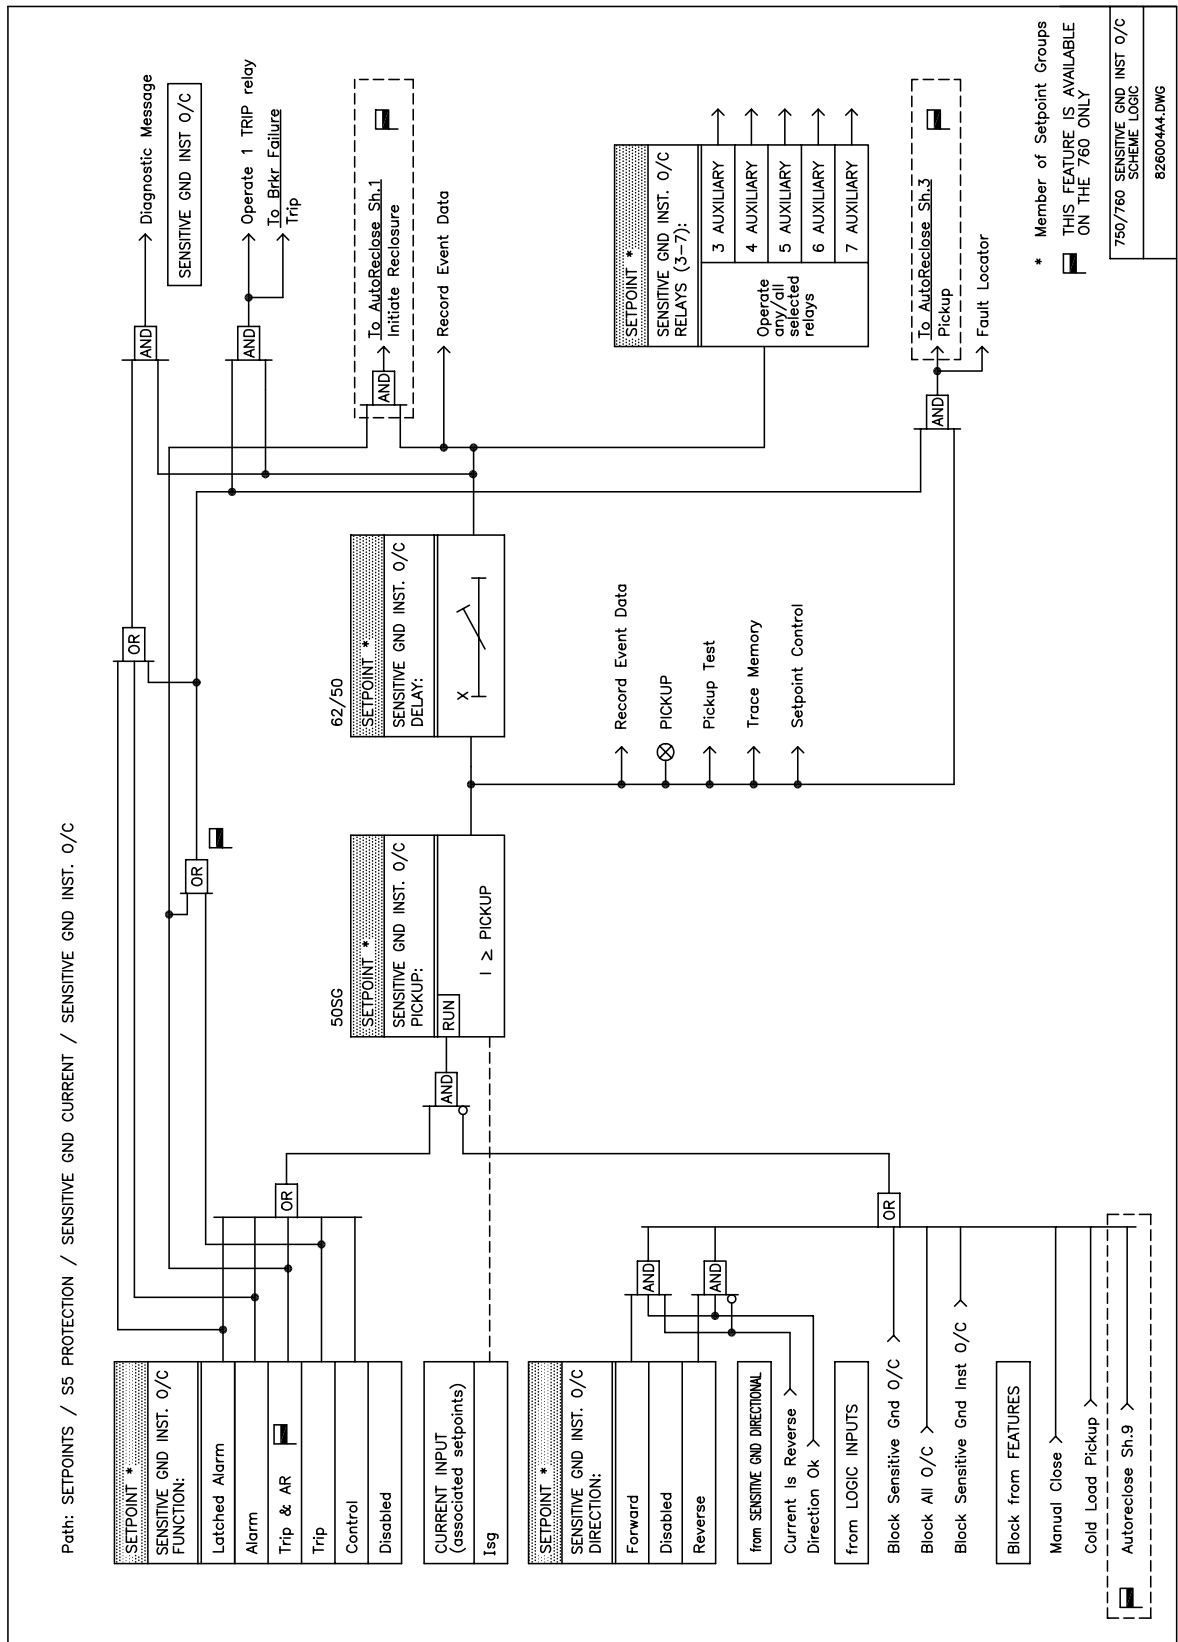 Path: SETPOINTS / S5 PROTECTION / SENSITIVE GND CURRENT / SENSITIVE GND INST. O/C
SETPOINT *
SENSITIVE GND INST. O/C
FUNCTION:
Latched Alarm
Alarm
Trip & AR
Trip
Control
Disabled
CURRENT INPUT
(associated setpoints)
Isg
SETPOINT *
SENSITIVE GND INST. O/C
DIRECTION:
Forward
Disabled
Reverse
from SENSITIVE GND DIRECTIONAL
Current Is Reverse
Direction Ok
from LOGIC INPUTS
Block Sensitive Gnd O/C
Block All O/C
Block Sensitive Gnd Inst O/C
Block from FEATURES
Manual Close
Cold Load Pickup
Autoreclose Sh.9
OR
AND
AND
OR
AND
50SG
SETPOINT *
SENSITIVE GND INST. O/C
PICKUP:
RUN
I ≥ PICKUP
OR
OR
62/50
SETPOINT *
SENSITIVE GND INST. O/C
DELAY:
X
Record Event Data
PICKUP
Pickup Test
Trace Memory
Setpoint Control
AND
Diagnostic Message
SENSITIVE GND INST O/C
AND
Operate 1 TRIP relay
To Brkr Failure
Trip
AND
To AutoReclose Sh.1
Initiate Reclosure
Record Event Data
SETPOINT *
SENSITIVE GND INST. O/C
RELAYS (3-7):
Operate
any/all
selected
relays
3 AUXILIARY
4 AUXILIARY
5 AUXILIARY
6 AUXILIARY
7 AUXILIARY
AND
To AutoReclose Sh.3
Pickup
Fault Locator
* Member of Setpoint Groups
THIS FEATURE IS AVAILABLE
ON THE 760 ONLY
750/760 SENSITIVE GND INST O/C
SCHEME LOGIC
826004A4.DWG